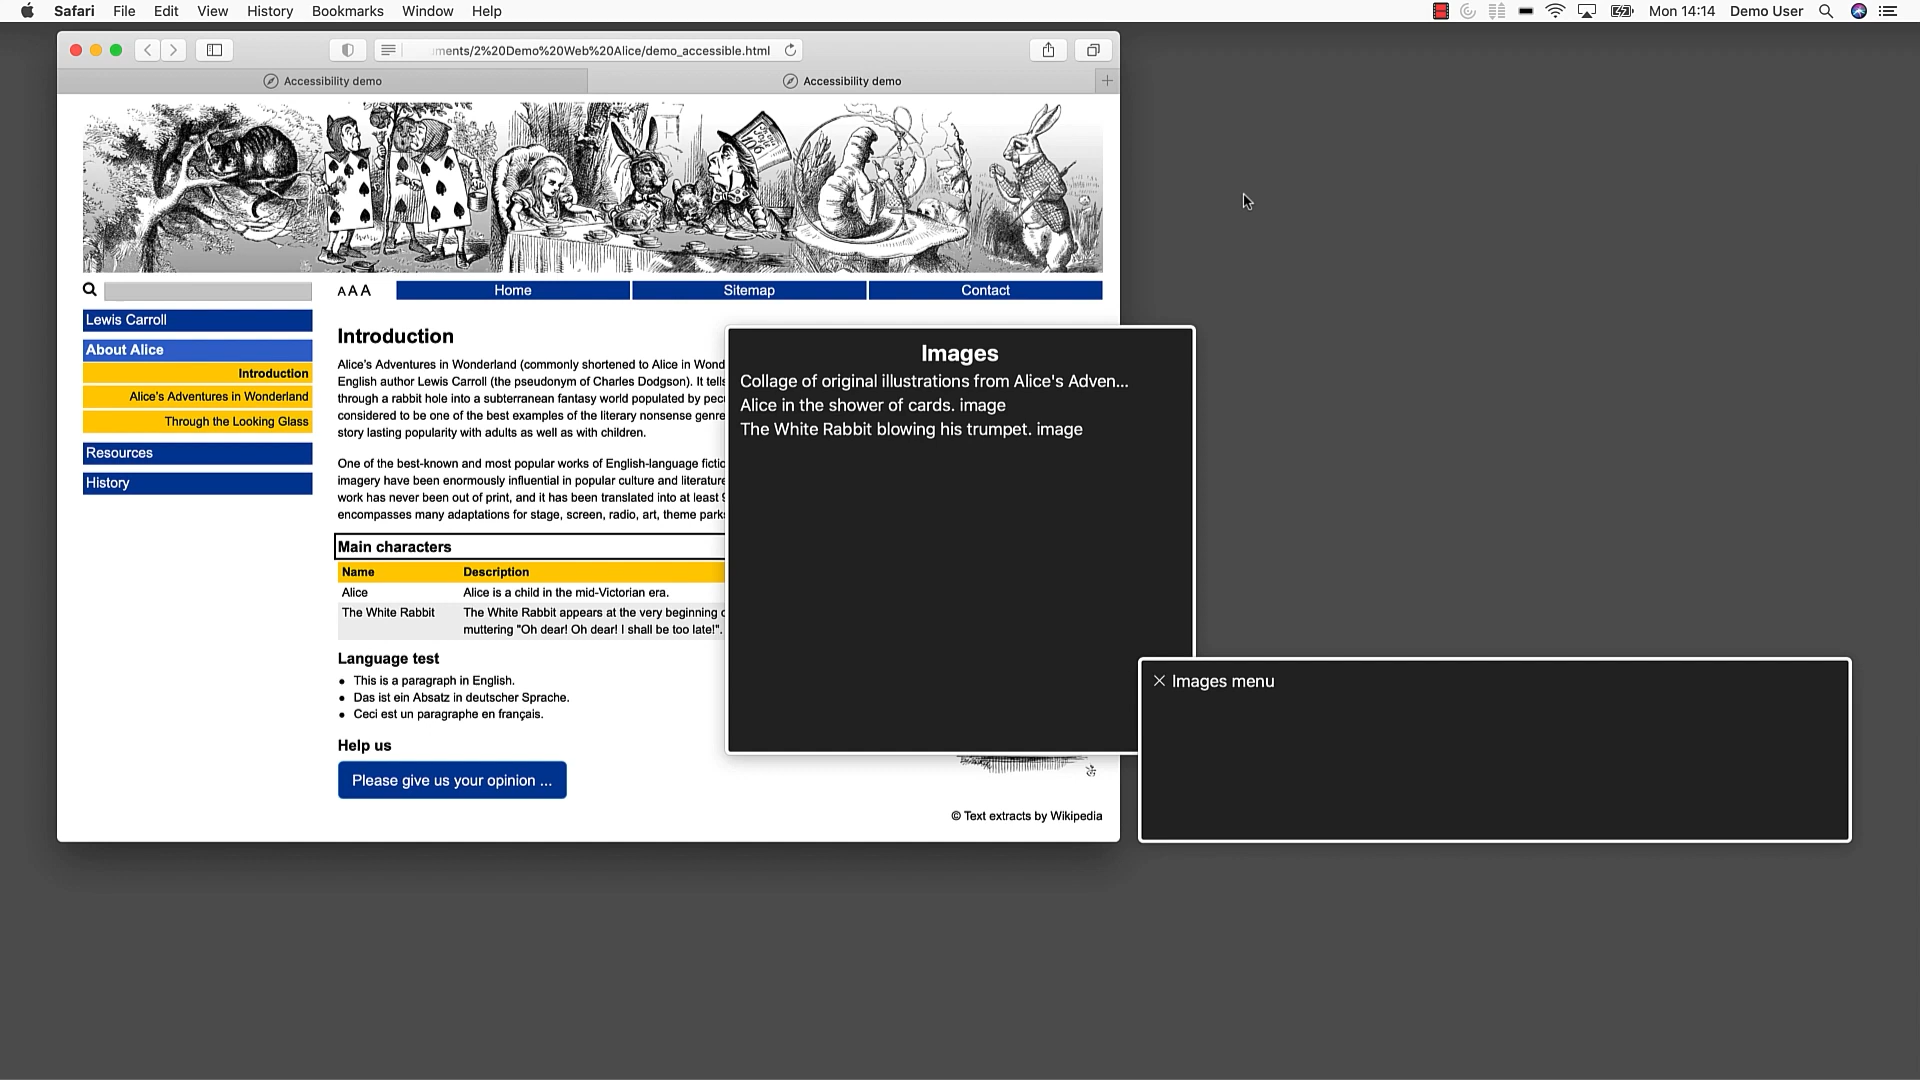 Safari File Edit View History Bookmarks Window Help Mon 14:14 Demo User
ments/2%20Demo%20Web%20Alice/demo_accessible.html
Accessibility demo Accessibility demo
A A A Home Sitemap Contact
Lewis Carroll
About Alice
Introduction
Alice's Adventures in Wonderland
Through the Looking Glass
Resources
History
Introduction
Alice's Adventures in Wonderland (commonly shortened to Alice in Wond
English author Lewis Carroll (the pseudonym of Charles Dodgson). It tells
through a rabbit hole into a subterranean fantasy world populated by pec
considered to be one of the best examples of the literary nonsense genre
story lasting popularity with adults as well as with children.
One of the best-known and most popular works of English-language fictio
imagery have been enormously influential in popular culture and literature
work has never been out of print, and it has been translated into at least 9
encompasses many adaptations for stage, screen, radio, art, theme park
Main characters
Name Description
Alice Alice is a child in the mid-Victorian era.
The White Rabbit The White Rabbit appears at the very beginning o
muttering "Oh dear! Oh dear! I shall be too late!".
Language test
This is a paragraph in English.
Das ist ein Absatz in deutscher Sprache.
Ceci est un paragraphe en français.
Help us
Please give us your opinion ...
© Text extracts by Wikipedia
Images
Collage of original illustrations from Alice's Adven...
Alice in the shower of cards. image
The White Rabbit blowing his trumpet. image
Images menu